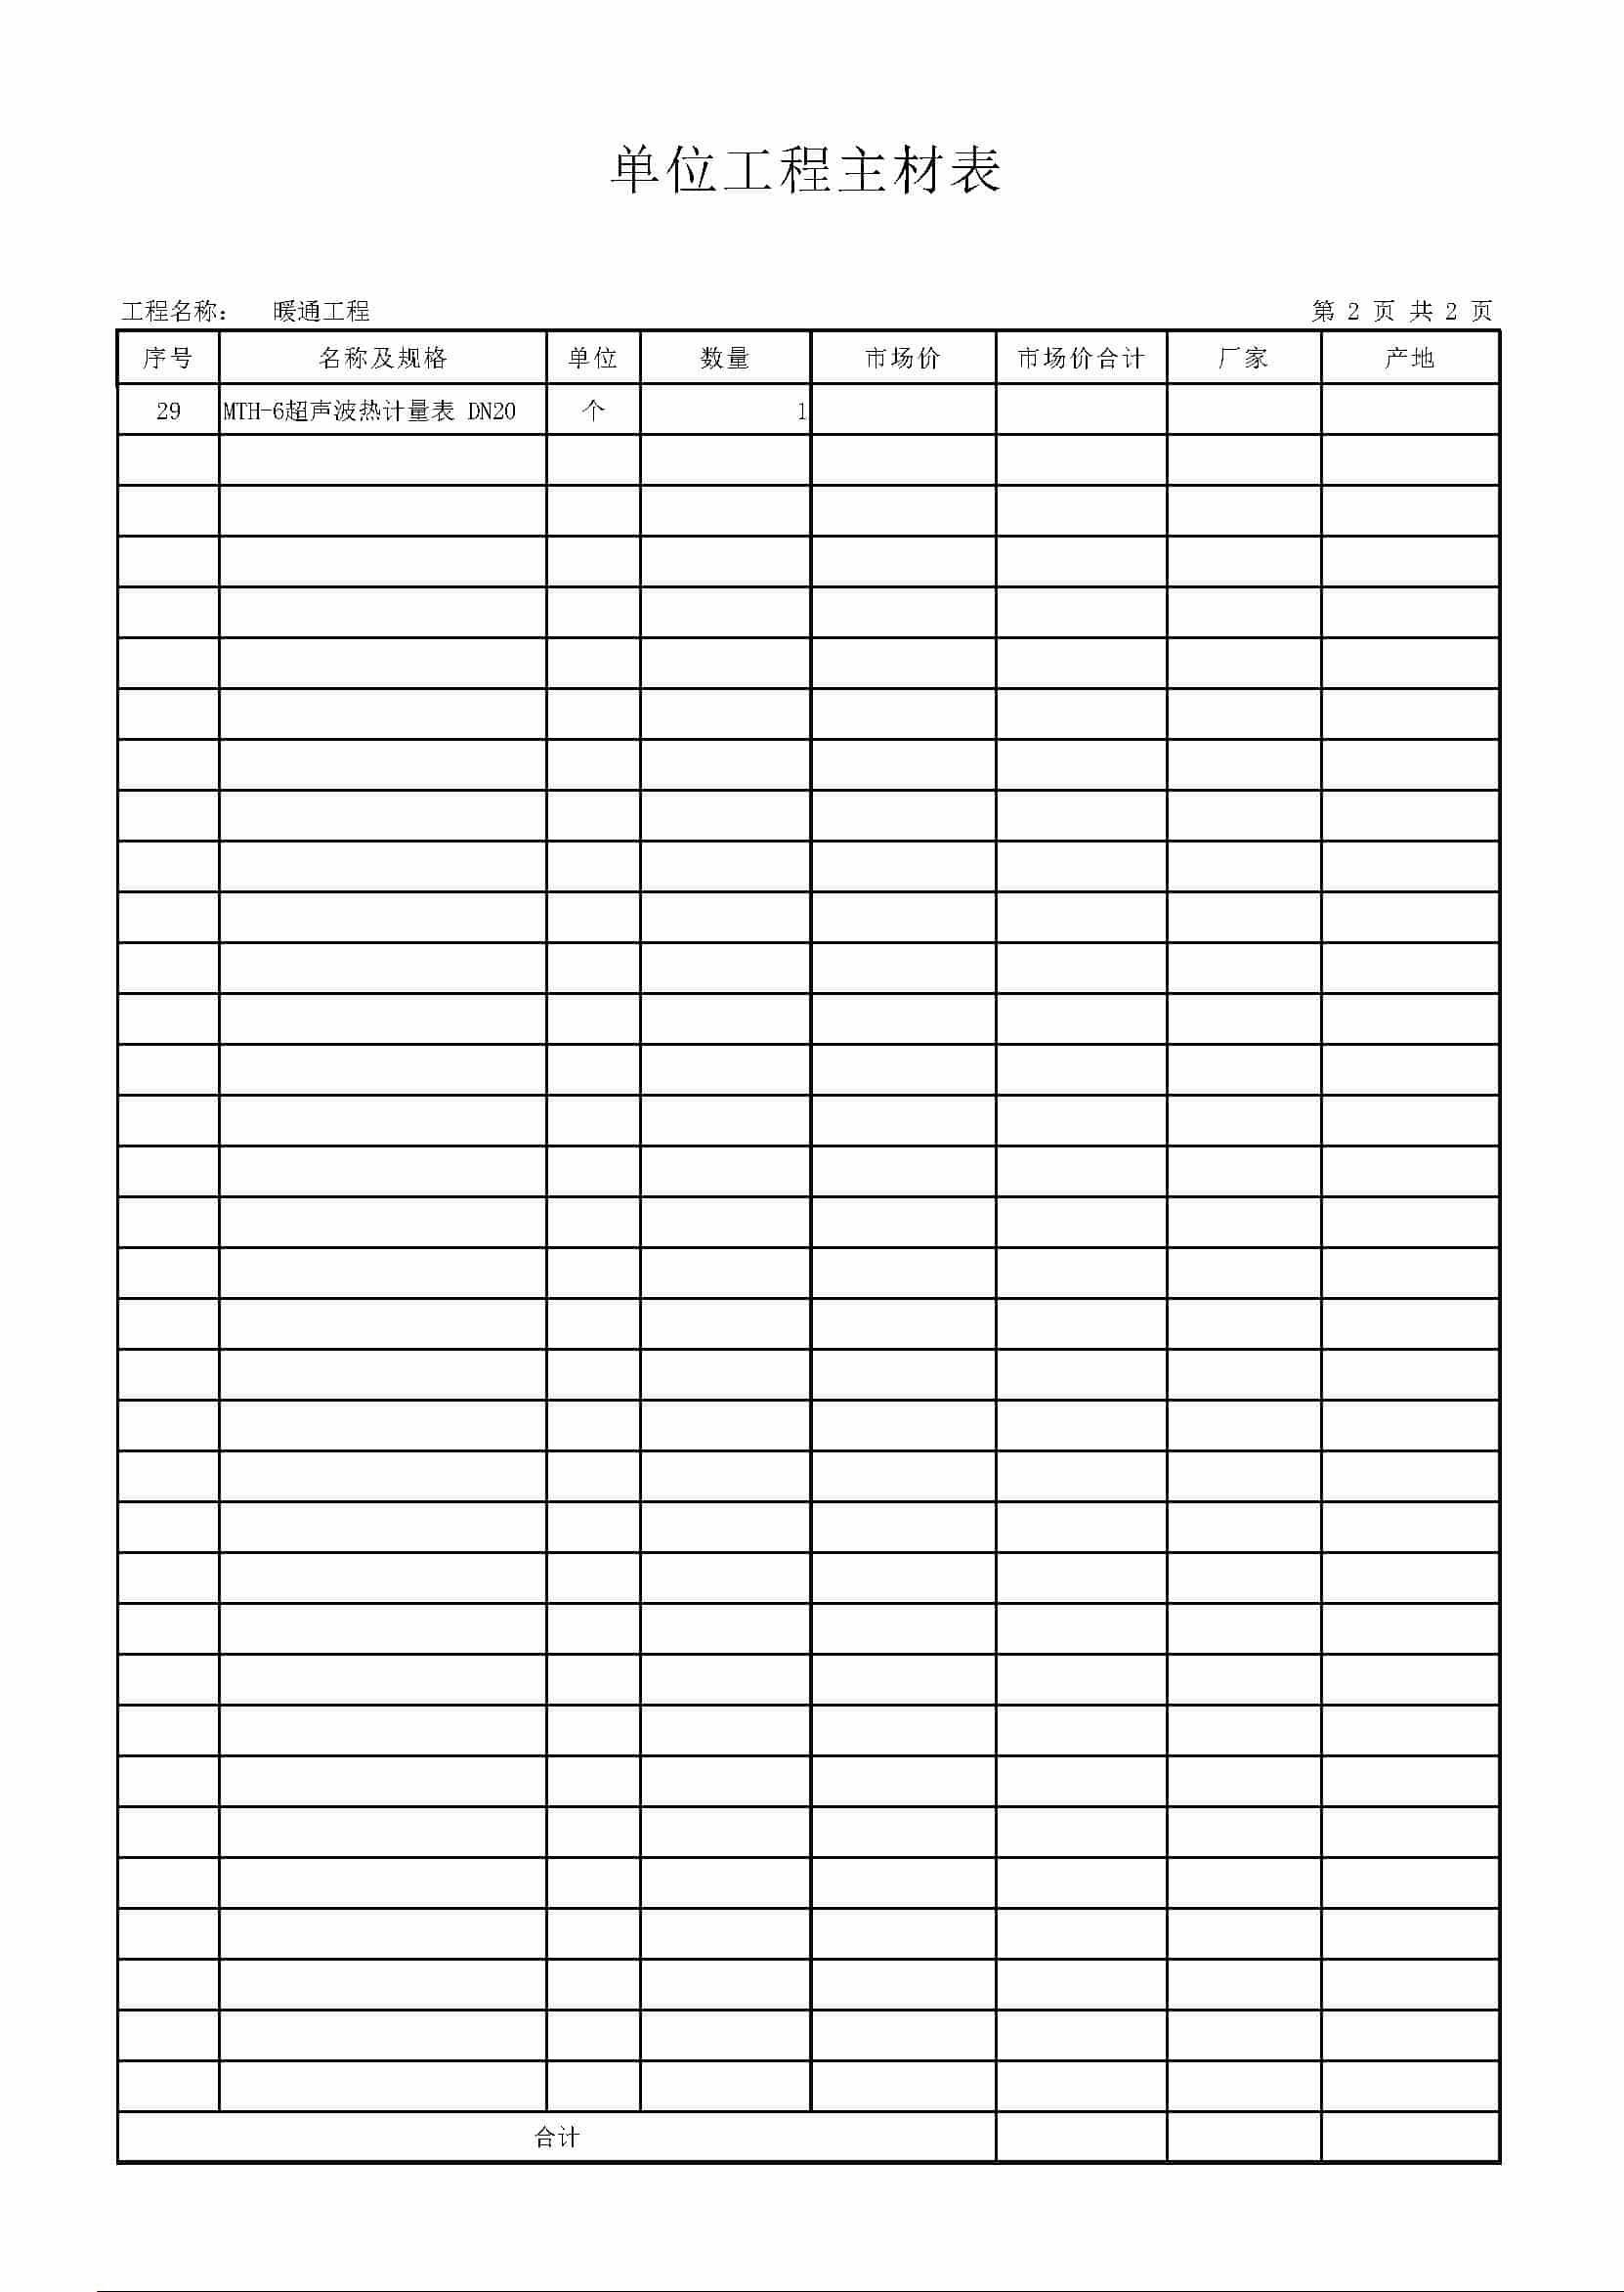 单位工程主材表
工程名称： 暖通工程 第 2 页 共 2 页
序号 名称及规格 单位 数量 市场价 市场价合计 厂家 产地
29 MTH-6超声波热计量表 DN20 个 1
合计